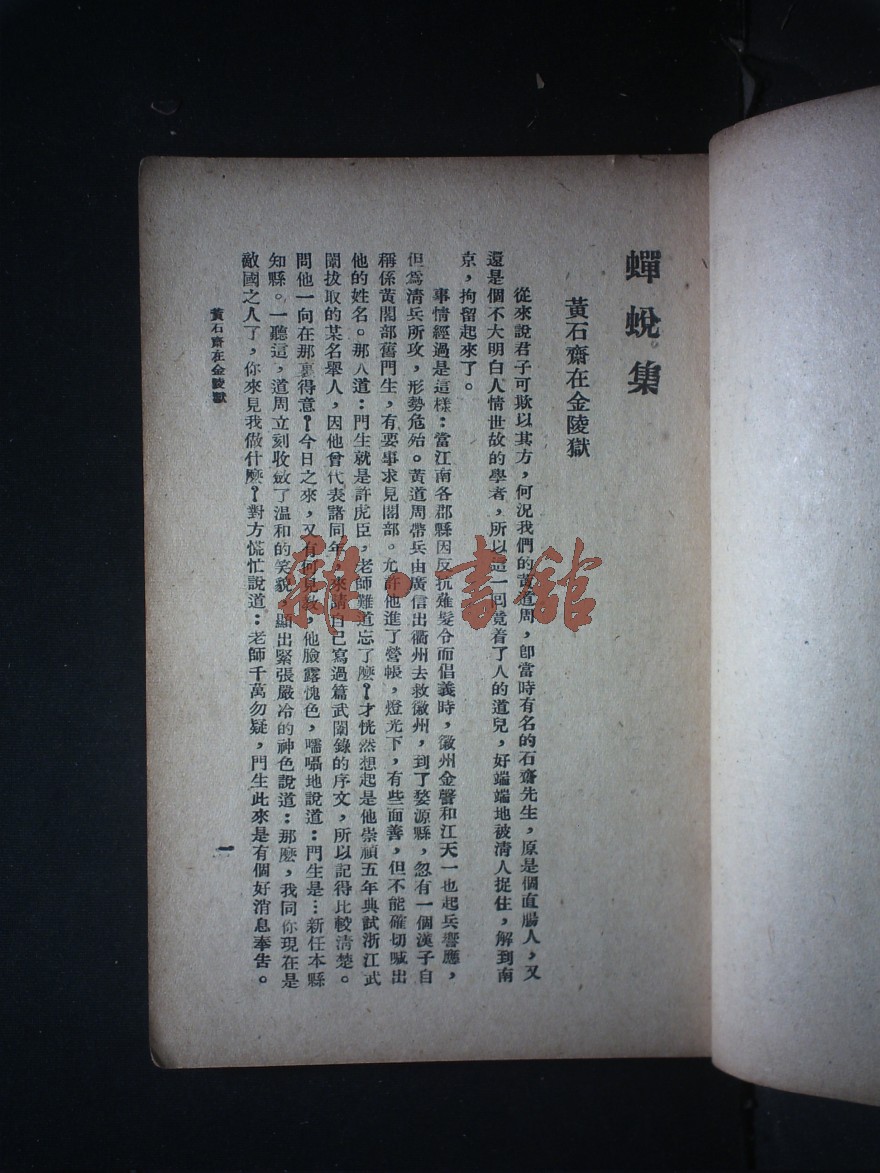 蟬蛻集
黃石齋在金陵獄
從來說君子可欺以其方，何況我們的黃道周，卽當時有名的石齋先生，原是個直腸人，又
還是個不大明白人情世故的學者，所以這一回竟着了人的道兒，好端端地被清人捉住，解到南
京，拘留起來了。
事情經過是這樣：當江南各郡縣因反抗薙髮令而倡義時，徽州金聲和江天一也起兵響應，
但爲清兵所攻，形勢危殆。黃道周帶兵由廣信出衢州去救徽州，到了婺源縣，忽有一個漢子自
稱係黃閣部舊門生，有要事求見閣部。允許他進了營帳，燈光下，有些面善，但不能確切喊出
他的姓名。那人道：門生就是許虎臣，老師難道忘了麼？才恍然想起是他崇禎五年典試浙江武
闈拔取的某名舉人，因他曾代表諸同年，來請自己寫過篇武闈錄的序文，所以記得比較清楚。
問他一向在那裏得意？今日之來，又有何見教，他臉露愧色，嚅囁地說道：門生是…新任本縣
知縣。一聽這，道周立刻收斂了溫和的笑貌，顯出緊張嚴冷的神色說道：那麼，我同你現在是
敵國之人了，你來見我做什麼？對方慌忙說道：老師千萬勿疑，門生此來是有個好消息奉告。
黃石齋在金陵獄
一
雜·書館